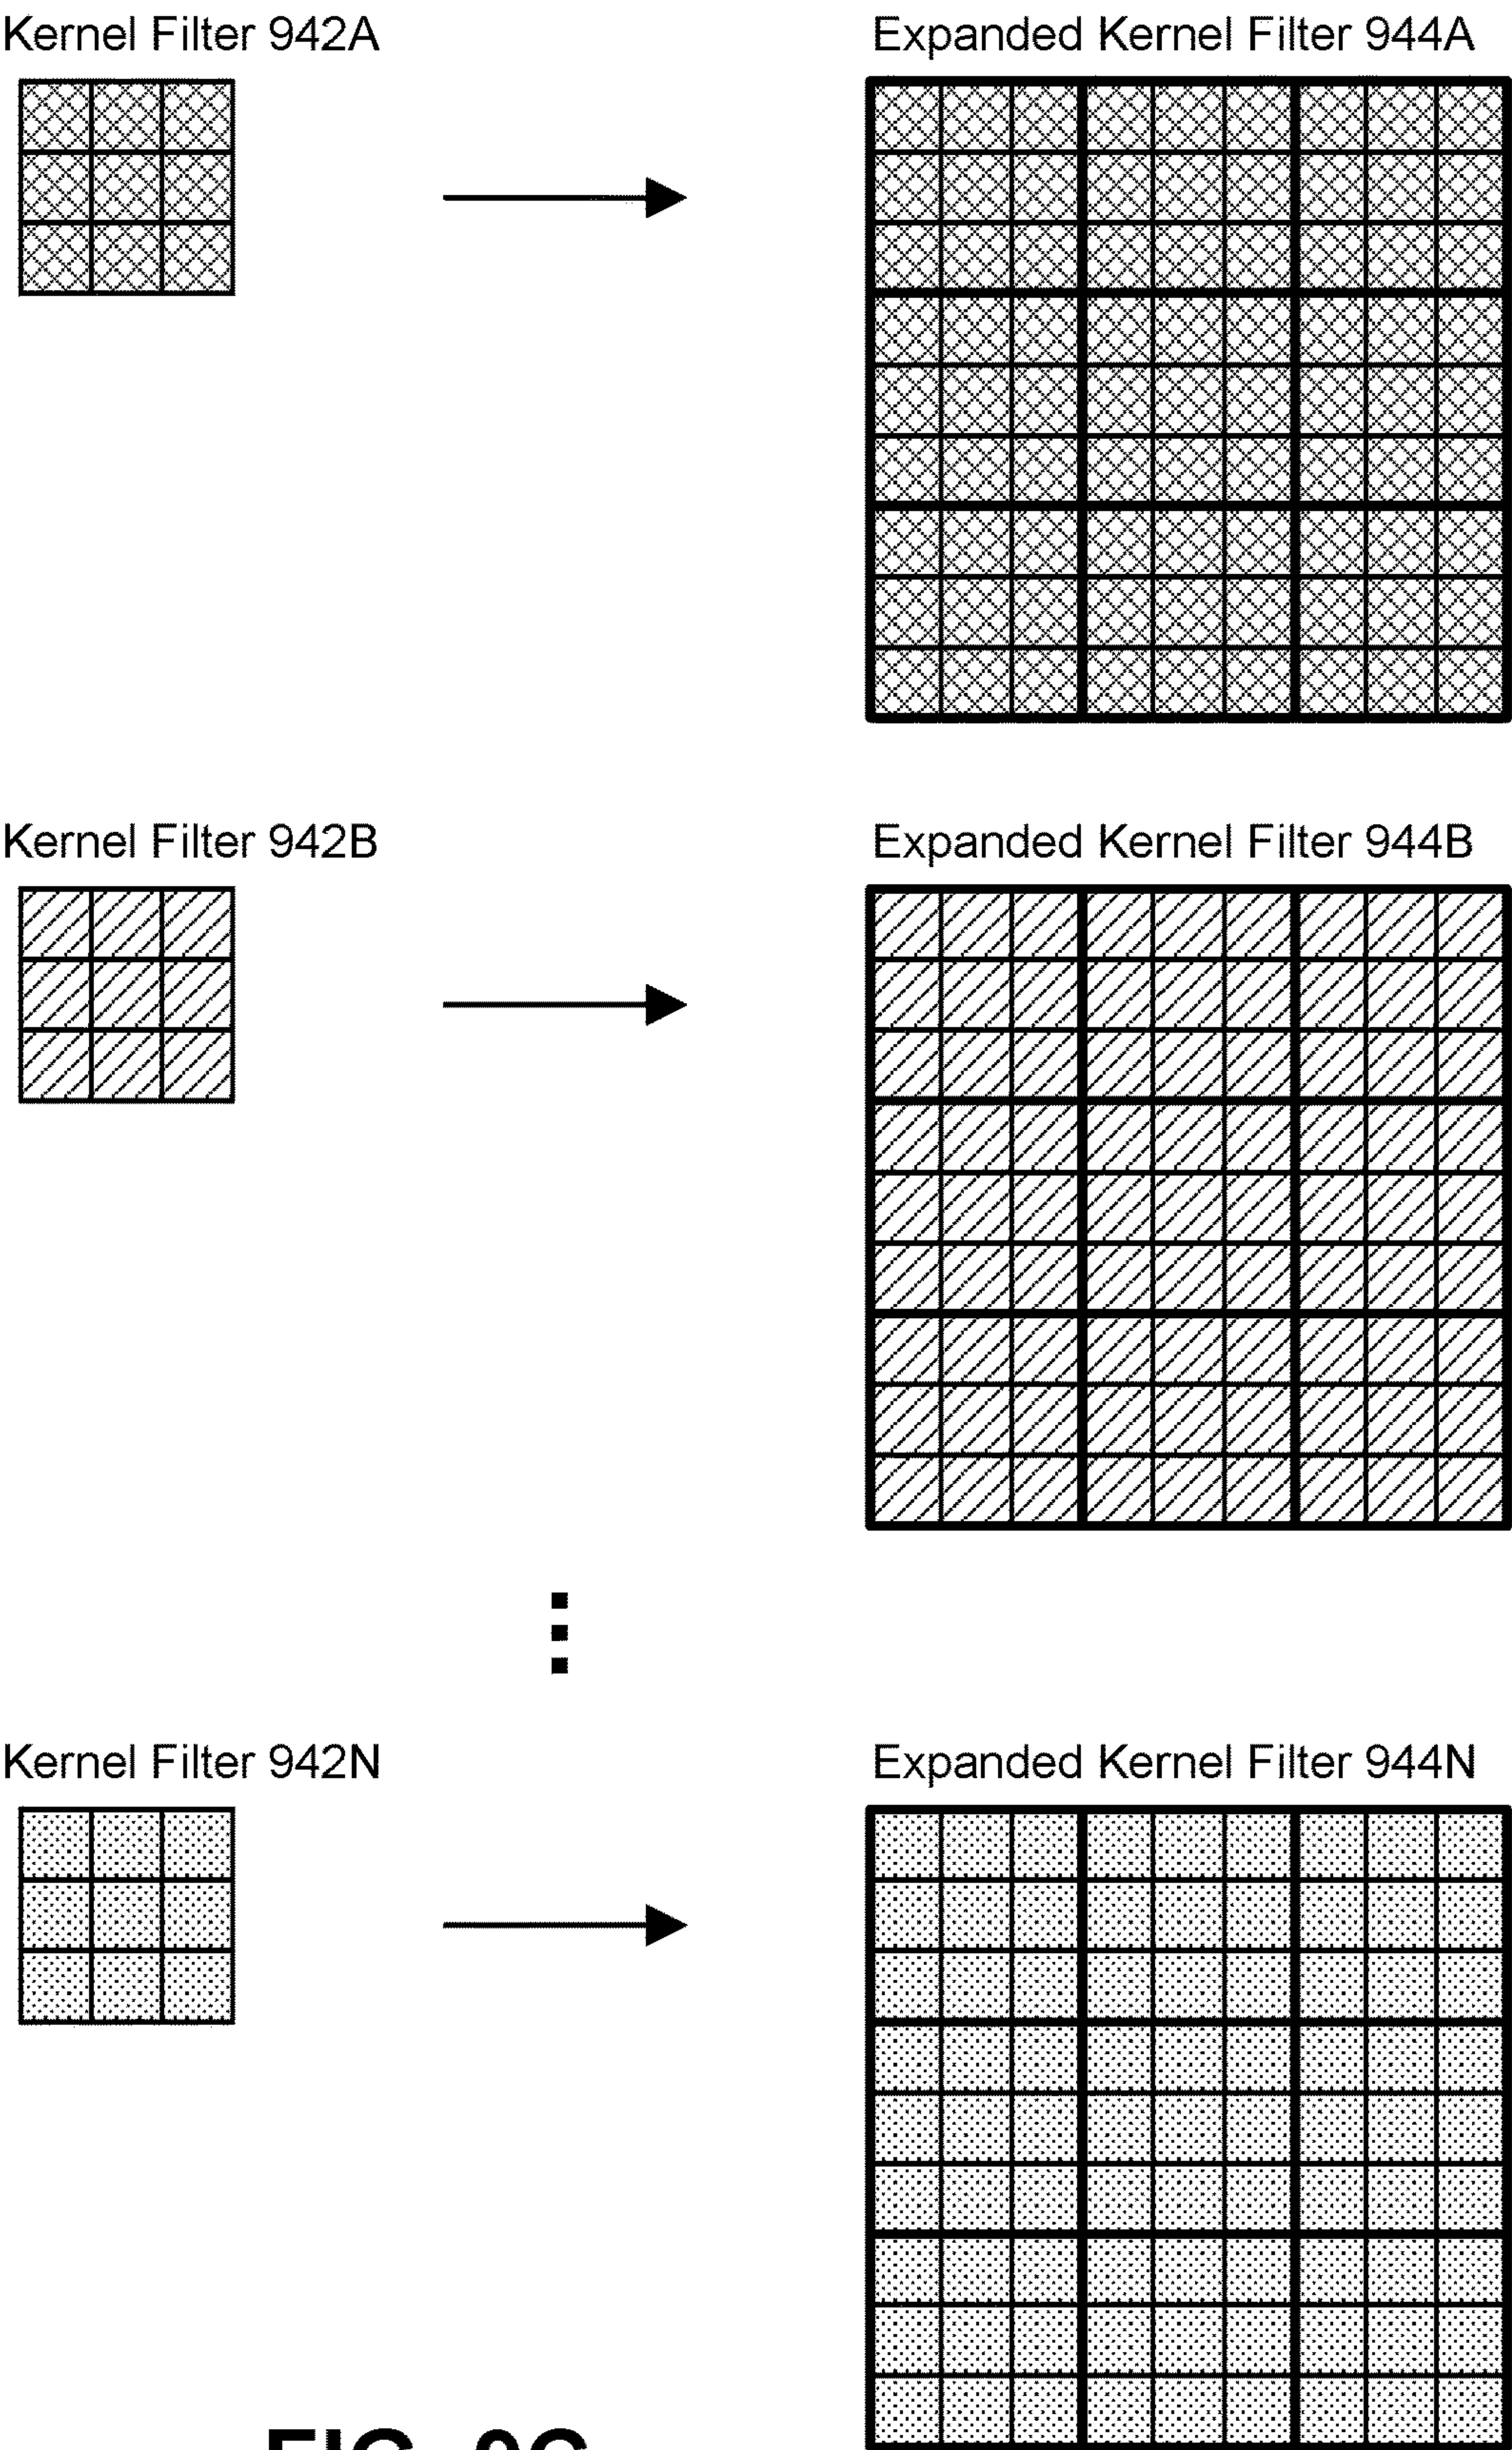 Kernel Filter 942A
Expanded Kernel Filter 944A
Kernel Filter 942B
Expanded Kernel Filter 944B
Kernel Filter 942N
Expanded Kernel Filter 944N
FIG.